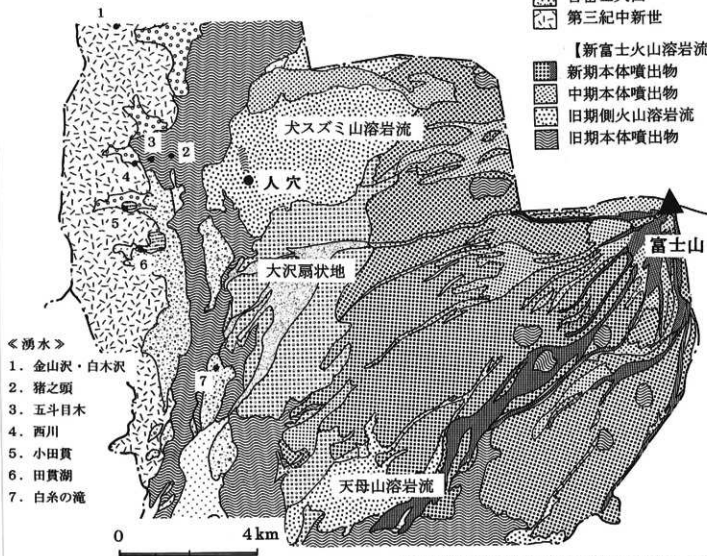 第三紀中新世
【新富士火山溶岩流
新期本体噴出物
中期本体噴出物
旧期側火山溶岩流
旧期本体噴出物
1
犬スズミ山溶岩流
3
2
4
人穴
5
富士山
6
大沢扇状地
≪湧水≫
1．金山沢・白木沢
2．猪之頭
3．五斗目木
4．西川
5．小田貫
6．田貫湖
7．白糸の滝
7
天母山溶岩流
0
4km